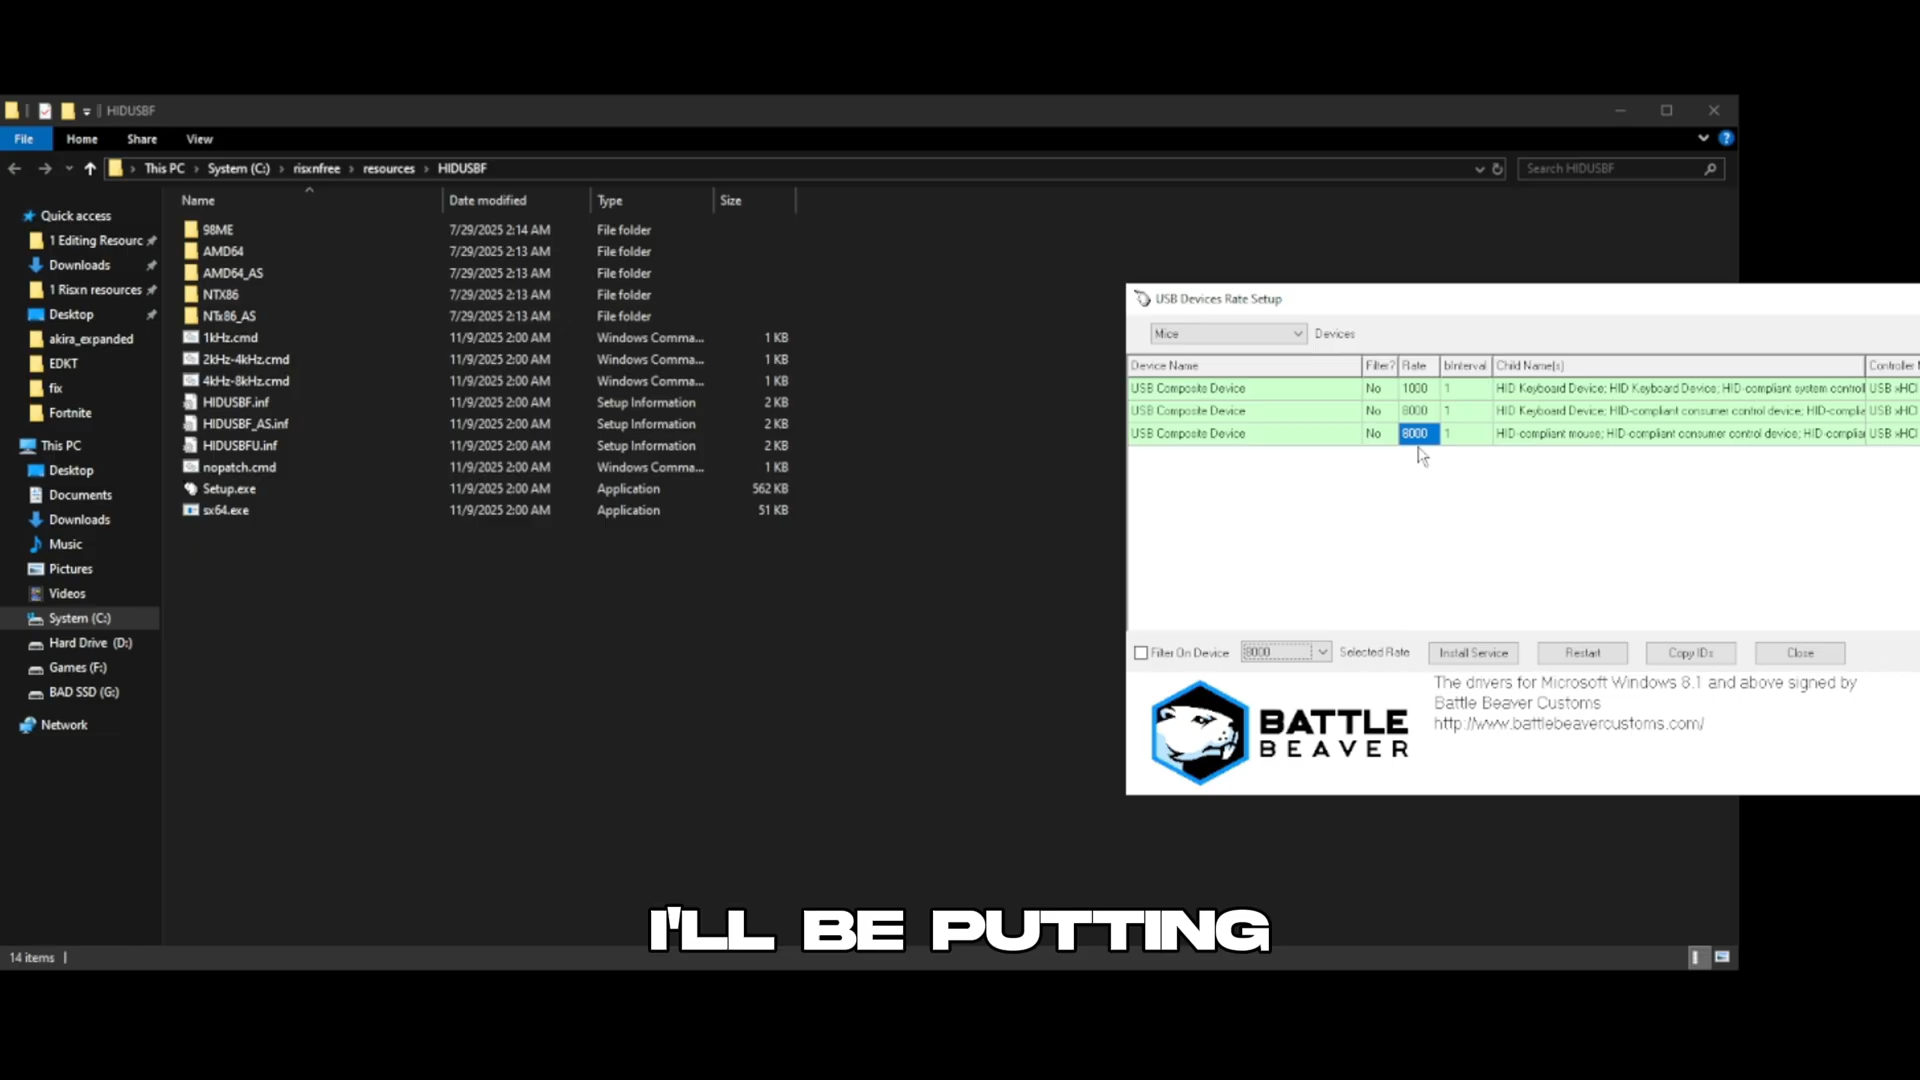 HIDUSBF
File Home Share View
This PC › System (C:) › risxnfree › resources › HIDUSBF
Search HIDUSBF
Name Date modified Type Size
Quick access
1 Editing Resourc
Downloads
1 Risxn resources
Desktop
akira_expanded
EDKT
fix
Fortnite
This PC
Desktop
Documents
Downloads
Music
Pictures
Videos
System (C:)
Hard Drive (D:)
Games (F:)
BAD SSD (G:)
Network
98ME 7/29/2025 2:14 AM File folder
AMD64 7/29/2025 2:13 AM File folder
AMD64_AS 7/29/2025 2:13 AM File folder
NTX86 7/29/2025 2:13 AM File folder
NTx86_AS 7/29/2025 2:13 AM File folder
1kHz.cmd 11/9/2025 2:00 AM Windows Comma... 1 KB
2kHz-4kHz.cmd 11/9/2025 2:00 AM Windows Comma... 1 KB
4kHz-8kHz.cmd 11/9/2025 2:00 AM Windows Comma... 1 KB
HIDUSBF.inf 11/9/2025 2:00 AM Setup Information 2 KB
HIDUSBF_AS.inf 11/9/2025 2:00 AM Setup Information 2 KB
HIDUSBFU.inf 11/9/2025 2:00 AM Setup Information 2 KB
nopatch.cmd 11/9/2025 2:00 AM Windows Comma... 1 KB
Setup.exe 11/9/2025 2:00 AM Application 562 KB
sx64.exe 11/9/2025 2:00 AM Application 51 KB
USB Devices Rate Setup
Mice Devices
Device Name Filter? Rate bInterval Child Name(s) Controller
USB Composite Device No 1000 1 HID Keyboard Device; HID Keyboard Device; HID-compliant system control USB xHCI
USB Composite Device No 8000 1 HID Keyboard Device; HID-compliant consumer control device; HID-complia USB xHCI
USB Composite Device No 8000 1 HID-compliant mouse; HID-compliant consumer control device; HID-complia USB xHCI
Filter On Device 8000 Selected Rate Install Service Restart Copy IDs Close
The drivers for Microsoft Windows 8.1 and above signed by
Battle Beaver Customs
http://www.battlebeavercustoms.com/
BATTLE
BEAVER
I'LL BE PUTTING
14 items